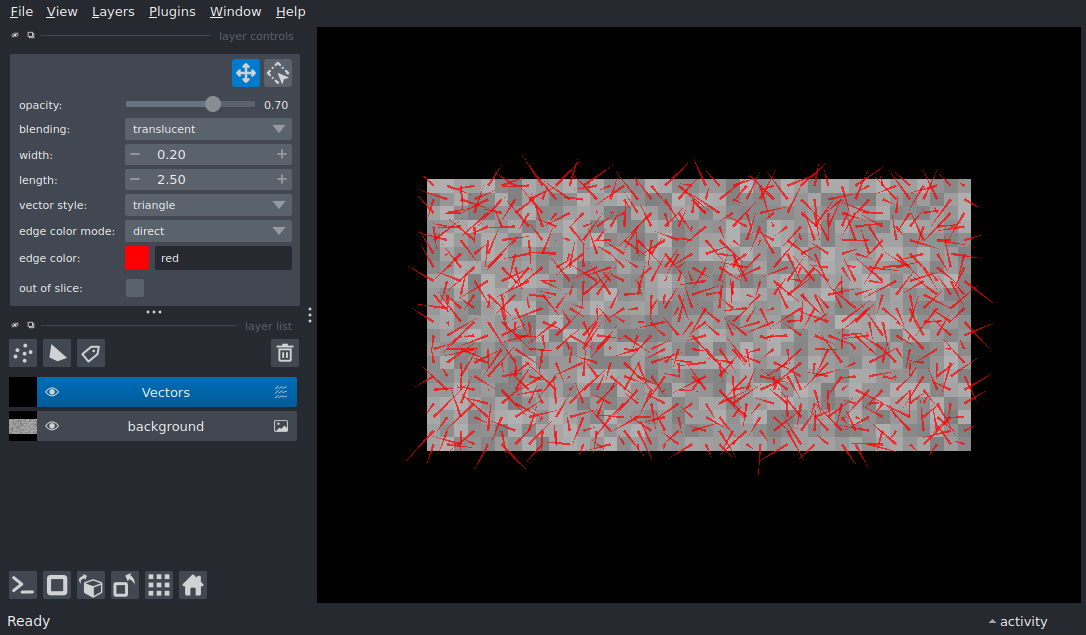 File View Layers Plugins Window Help
layer controls
opacity: 0.70
blending: translucent
width: 0.20
length: 2.50
vector style: triangle
edge color mode: direct
edge color: red
out of slice:
layer list
Vectors
background
Ready
activity